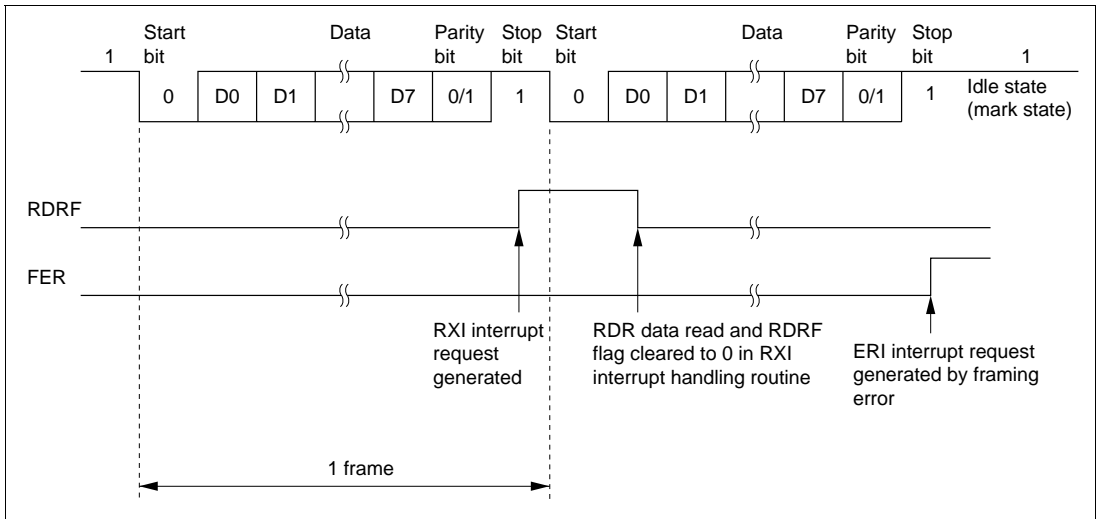 Start
bit
Data
Parity
bit
Stop
bit
Start
bit
Data
Parity
bit
Stop
bit
1
1
0
D0
D1
D7
0/1
1
0
D0
D1
D7
0/1
1
Idle state
(mark state)
RDRF
FER
RXI interrupt
request
generated
RDR data read and RDRF
flag cleared to 0 in RXI
interrupt handling routine
ERI interrupt request
generated by framing
error
1 frame